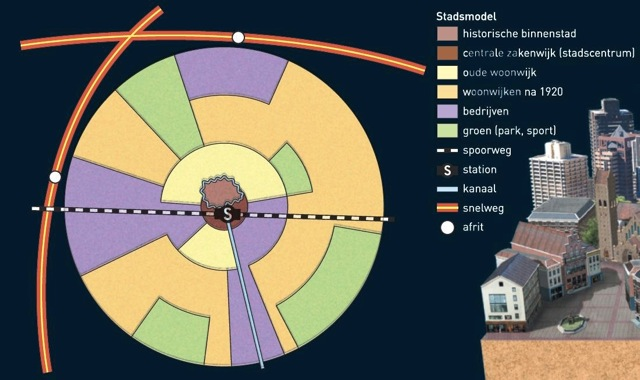 Stadsmodel
historische binnenstad
centrale zakenwijk (stadscentrum)
oude woonwijk
woonwijken na 1920
bedrijven
groen (park, sport)
spoorweg
S station
kanaal
snelweg
afrit
S